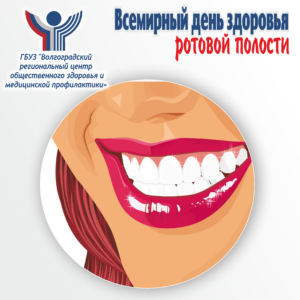 Всемирный день здоровья
ротовой полости
ГБУЗ "Волгоградский
региональный центр
общественного здоровья и
медицинской профилактики»